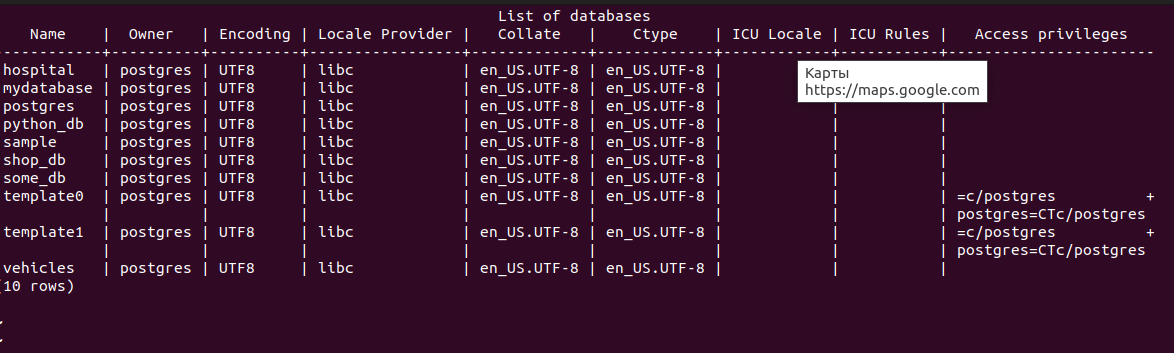 List of databases
Name | Owner | Encoding | Locale Provider | Collate | Ctype | ICU Locale | ICU Rules | Access privileges
------------+----------+----------+-----------------+-------------+-------------+------------+-----------+-----------------------
hospital | postgres | UTF8 | libc | en_US.UTF-8 | en_US.UTF-8 | 
Карты
https://maps.google.com
mydatabase | postgres | UTF8 | libc | en_US.UTF-8 | en_US.UTF-8 |
postgres | postgres | UTF8 | libc | en_US.UTF-8 | en_US.UTF-8 | | |
python_db | postgres | UTF8 | libc | en_US.UTF-8 | en_US.UTF-8 | | |
sample | postgres | UTF8 | libc | en_US.UTF-8 | en_US.UTF-8 | | |
shop_db | postgres | UTF8 | libc | en_US.UTF-8 | en_US.UTF-8 | | |
some_db | postgres | UTF8 | libc | en_US.UTF-8 | en_US.UTF-8 | | |
template0 | postgres | UTF8 | libc | en_US.UTF-8 | en_US.UTF-8 | | | =c/postgres +
| | | | | | | | postgres=CTc/postgres
template1 | postgres | UTF8 | libc | en_US.UTF-8 | en_US.UTF-8 | | | =c/postgres +
| | | | | | | | postgres=CTc/postgres
vehicles | postgres | UTF8 | libc | en_US.UTF-8 | en_US.UTF-8 | | |
(10 rows)